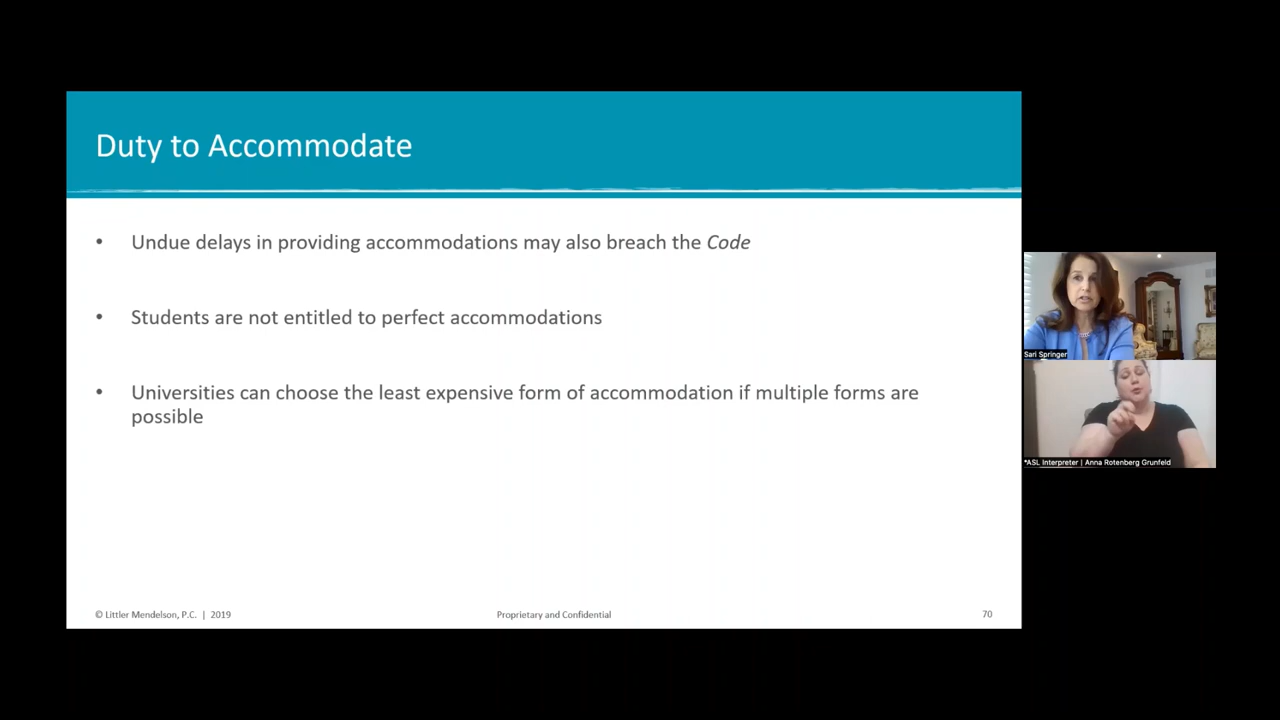 Duty to Accommodate
• Undue delays in providing accommodations may also breach the Code
• Students are not entitled to perfect accommodations
• Universities can choose the least expensive form of accommodation if multiple forms are
possible
© Littler Mendelson, P.C. | 2019
Proprietary and Confidential
70
Sari Springer
*ASL Interpreter | Anna Rotenberg Grunfeld